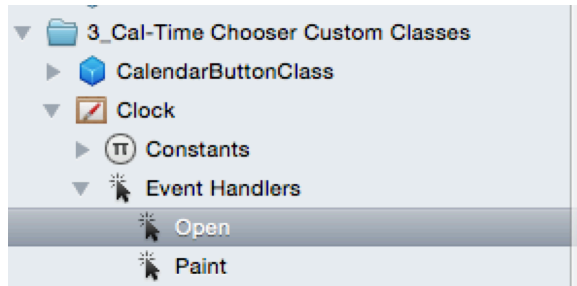 3_Cal-Time Chooser Custom Classes
CalendarButtonClass
Clock
π Constants
Event Handlers
Open
Paint